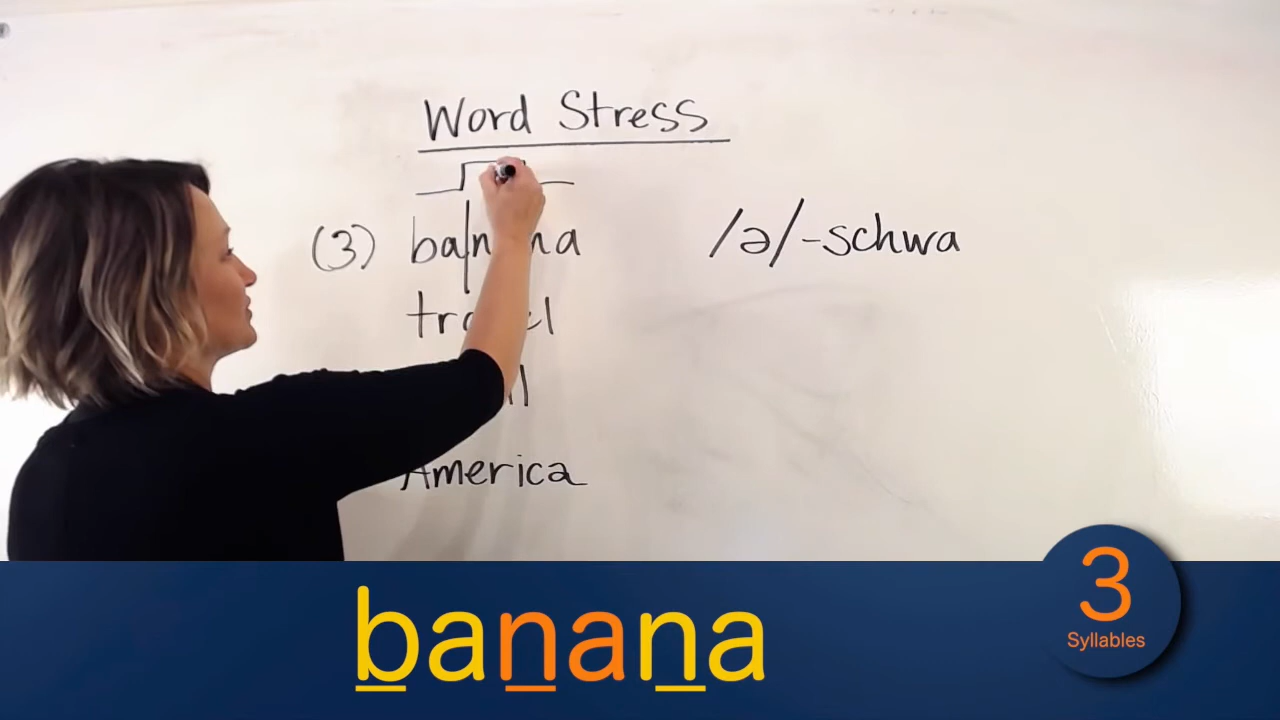 Word Stress
(3) ba|n na /ə/-schwa
America
banana
3
Syllables